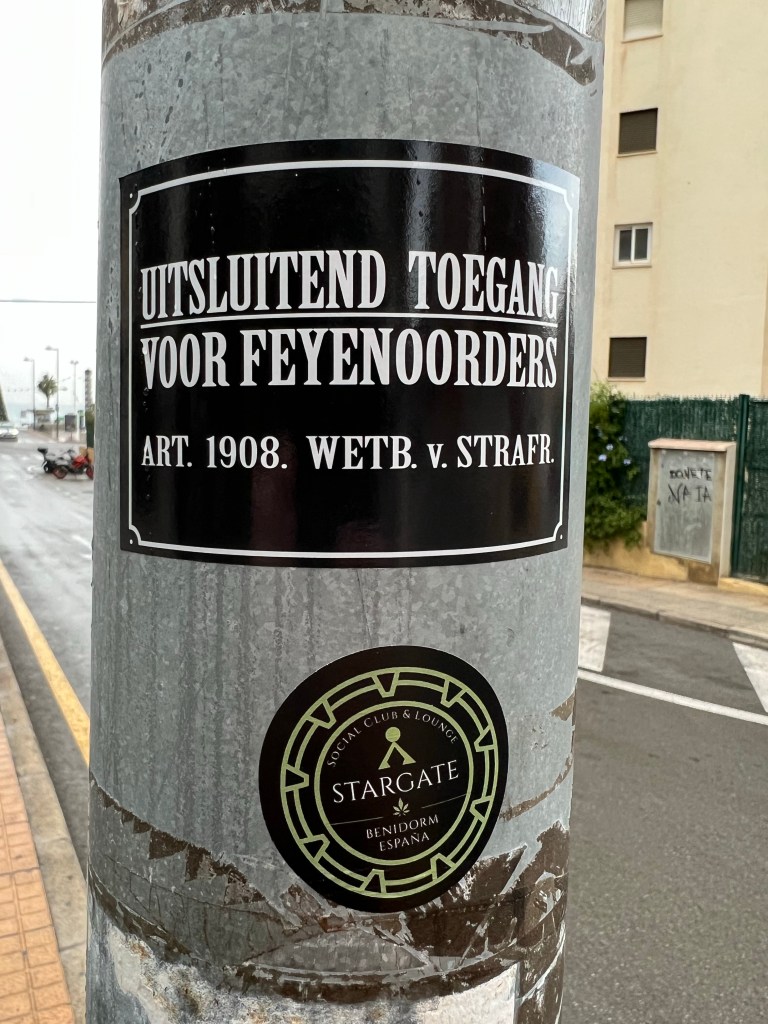 UITSLUITEND TOEGANG
VOOR FEYENOORDERS
ART. 1908. WETB. v. STRAFR.
SOCIAL CLUB & LOUNGE
STARGATE
BENIDORM
ESPAÑA